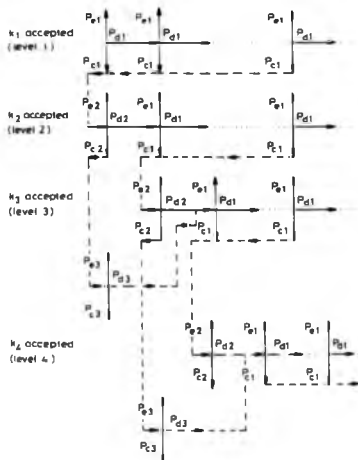 Pe1 Pe1 Pe1
k1 accepted Pd1 Pd1 Pd1
(level 1)
Pc1 Pc1 Pc1
Pe2 Pe1 Pe1
k2 accepted Pd2 Pd1 Pd1
(level 2)
Pc2 Pc1 Pc1
Pe2 Pe1 Pe1
k3 accepted Pd2 Pd1 Pd1
(level 3)
Pc2 Pc1 Pc1
Pe3
Pd3
Pc3
Pe2 Pe1 Pe1
k4 accepted Pd2 Pd1 Pd1
(level 4)
Pc2 Pc1 Pc1
Pe3
Pd3
Pc3